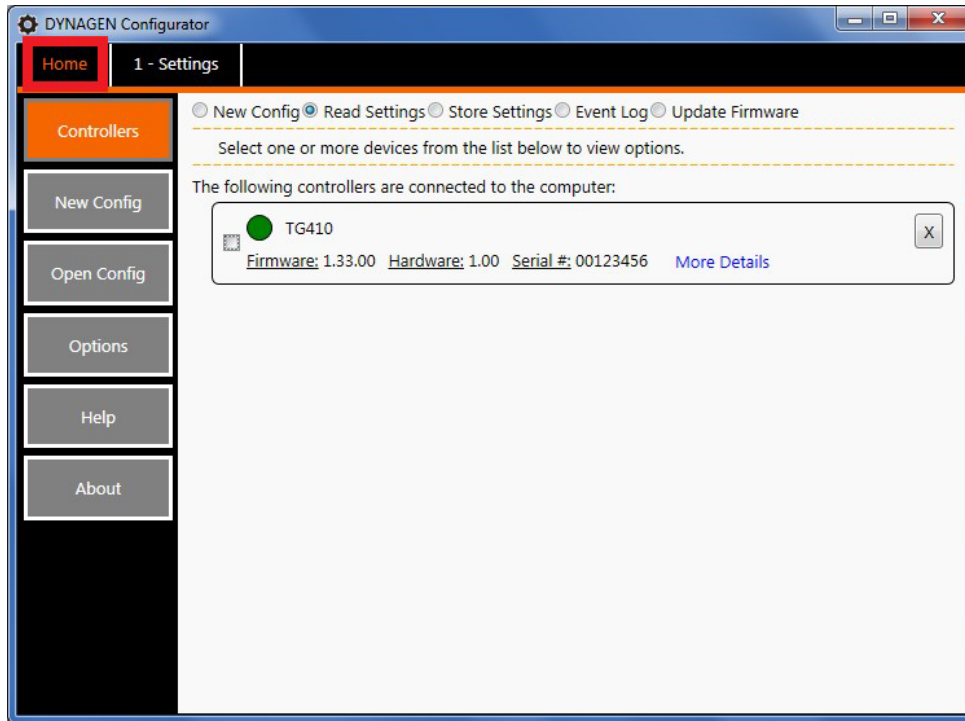 DYNAGEN Configurator
Home 1 - Settings
Controllers
New Config
Open Config
Options
Help
About
New Config Read Settings Store Settings Event Log Update Firmware
Select one or more devices from the list below to view options.
The following controllers are connected to the computer:
TG410
X
Firmware: 1.33.00 Hardware: 1.00 Serial #: 00123456 More Details